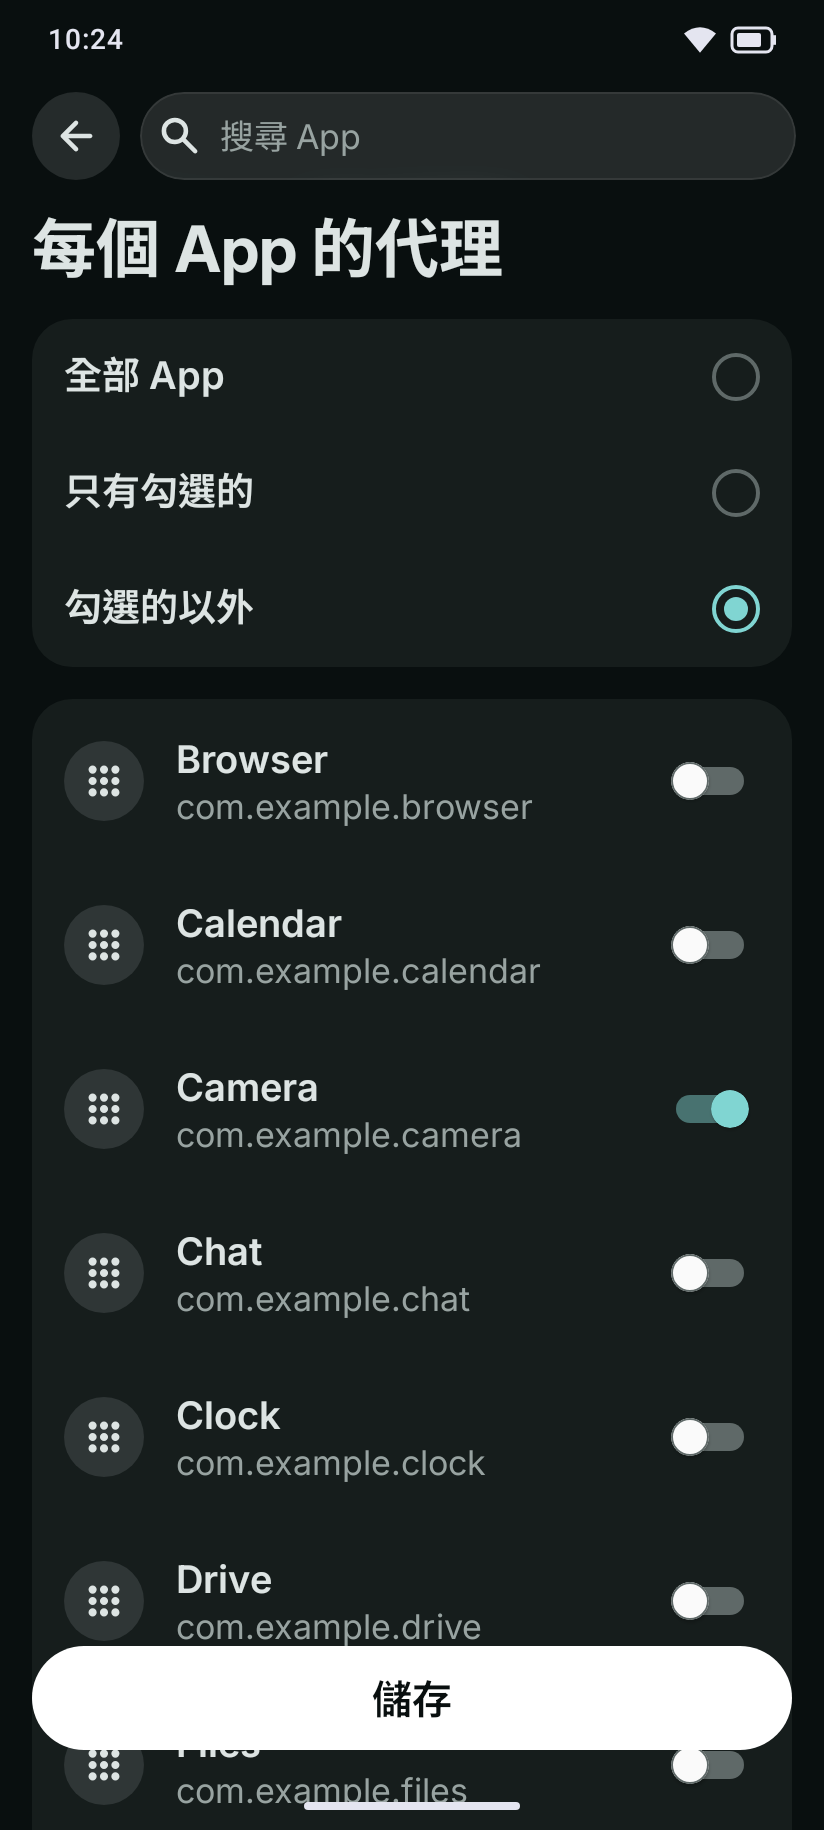 10:24
搜尋 App
每個 App 的代理
全部 App
只有勾選的
勾選的以外
Browser
com.example.browser
Calendar
com.example.calendar
Camera
com.example.camera
Chat
com.example.chat
Clock
com.example.clock
Drive
com.example.drive
儲存
Files
com.example.files